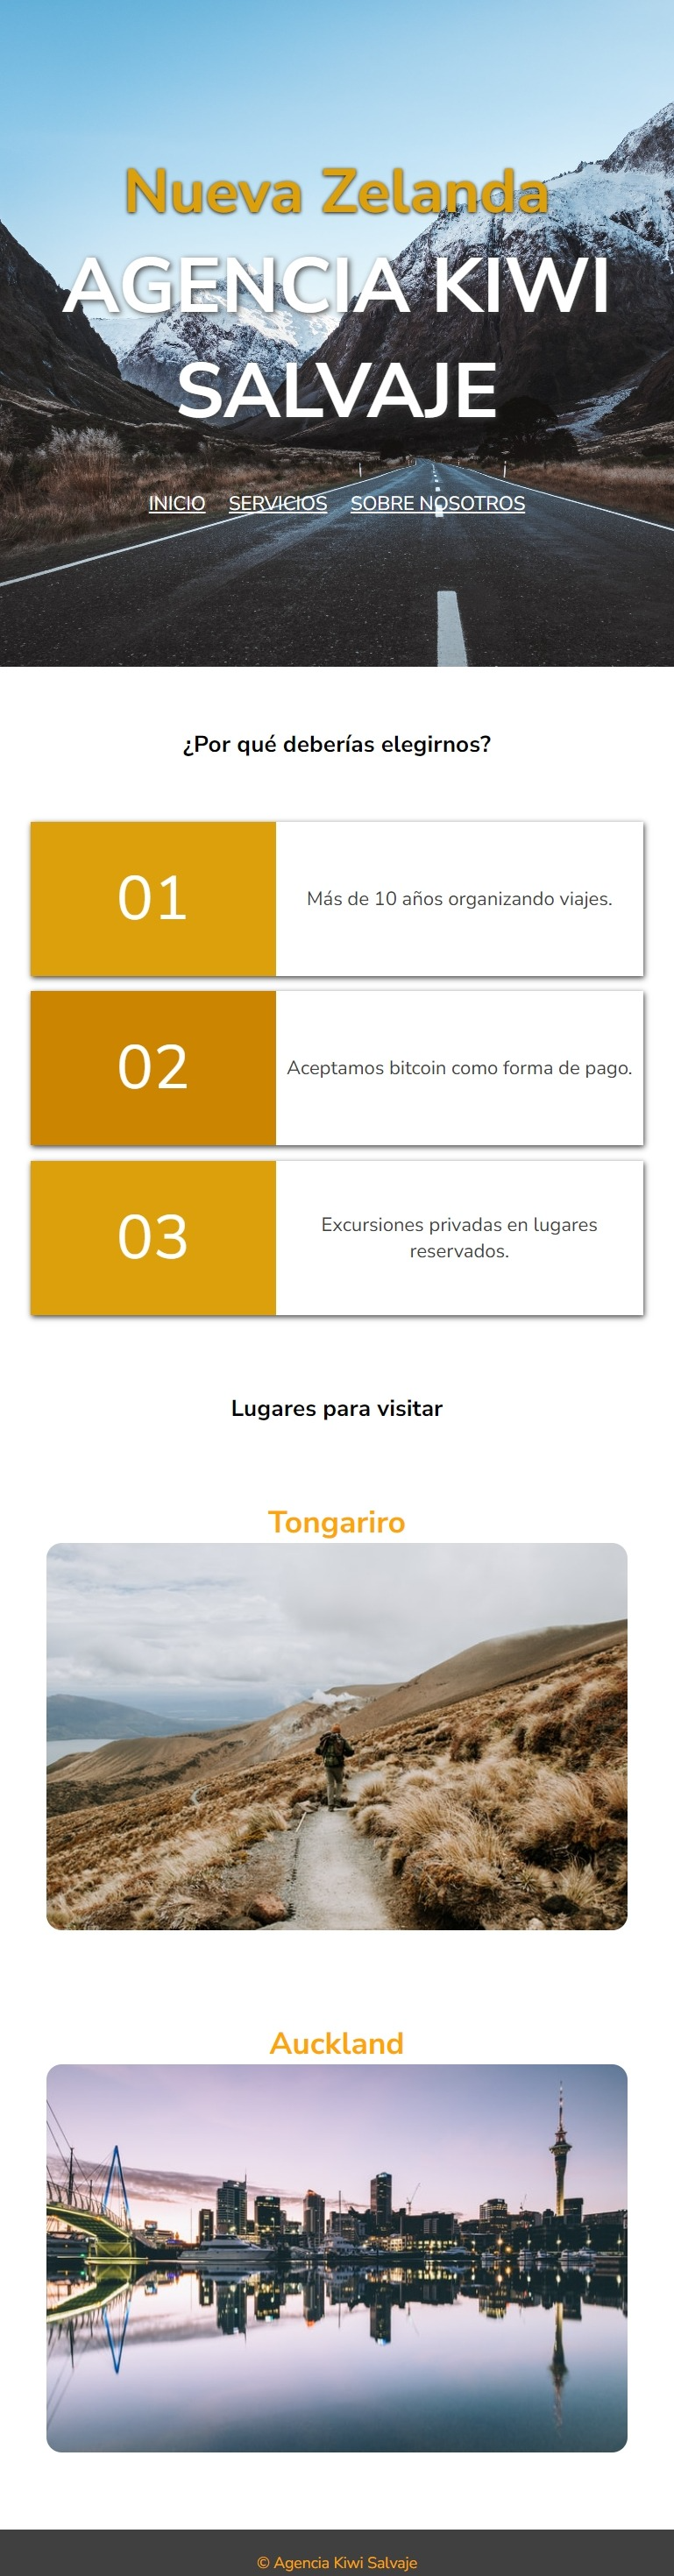 Nueva Zelanda
AGENCIA KIWI
SALVAJE
INICIO SERVICIOS SOBRE NOSOTROS
¿Por qué deberías elegirnos?
01
Más de 10 años organizando viajes.
02
Aceptamos bitcoin como forma de pago.
03
Excursiones privadas en lugares
reservados.
Lugares para visitar
Tongariro
Auckland
© Agencia Kiwi Salvaje